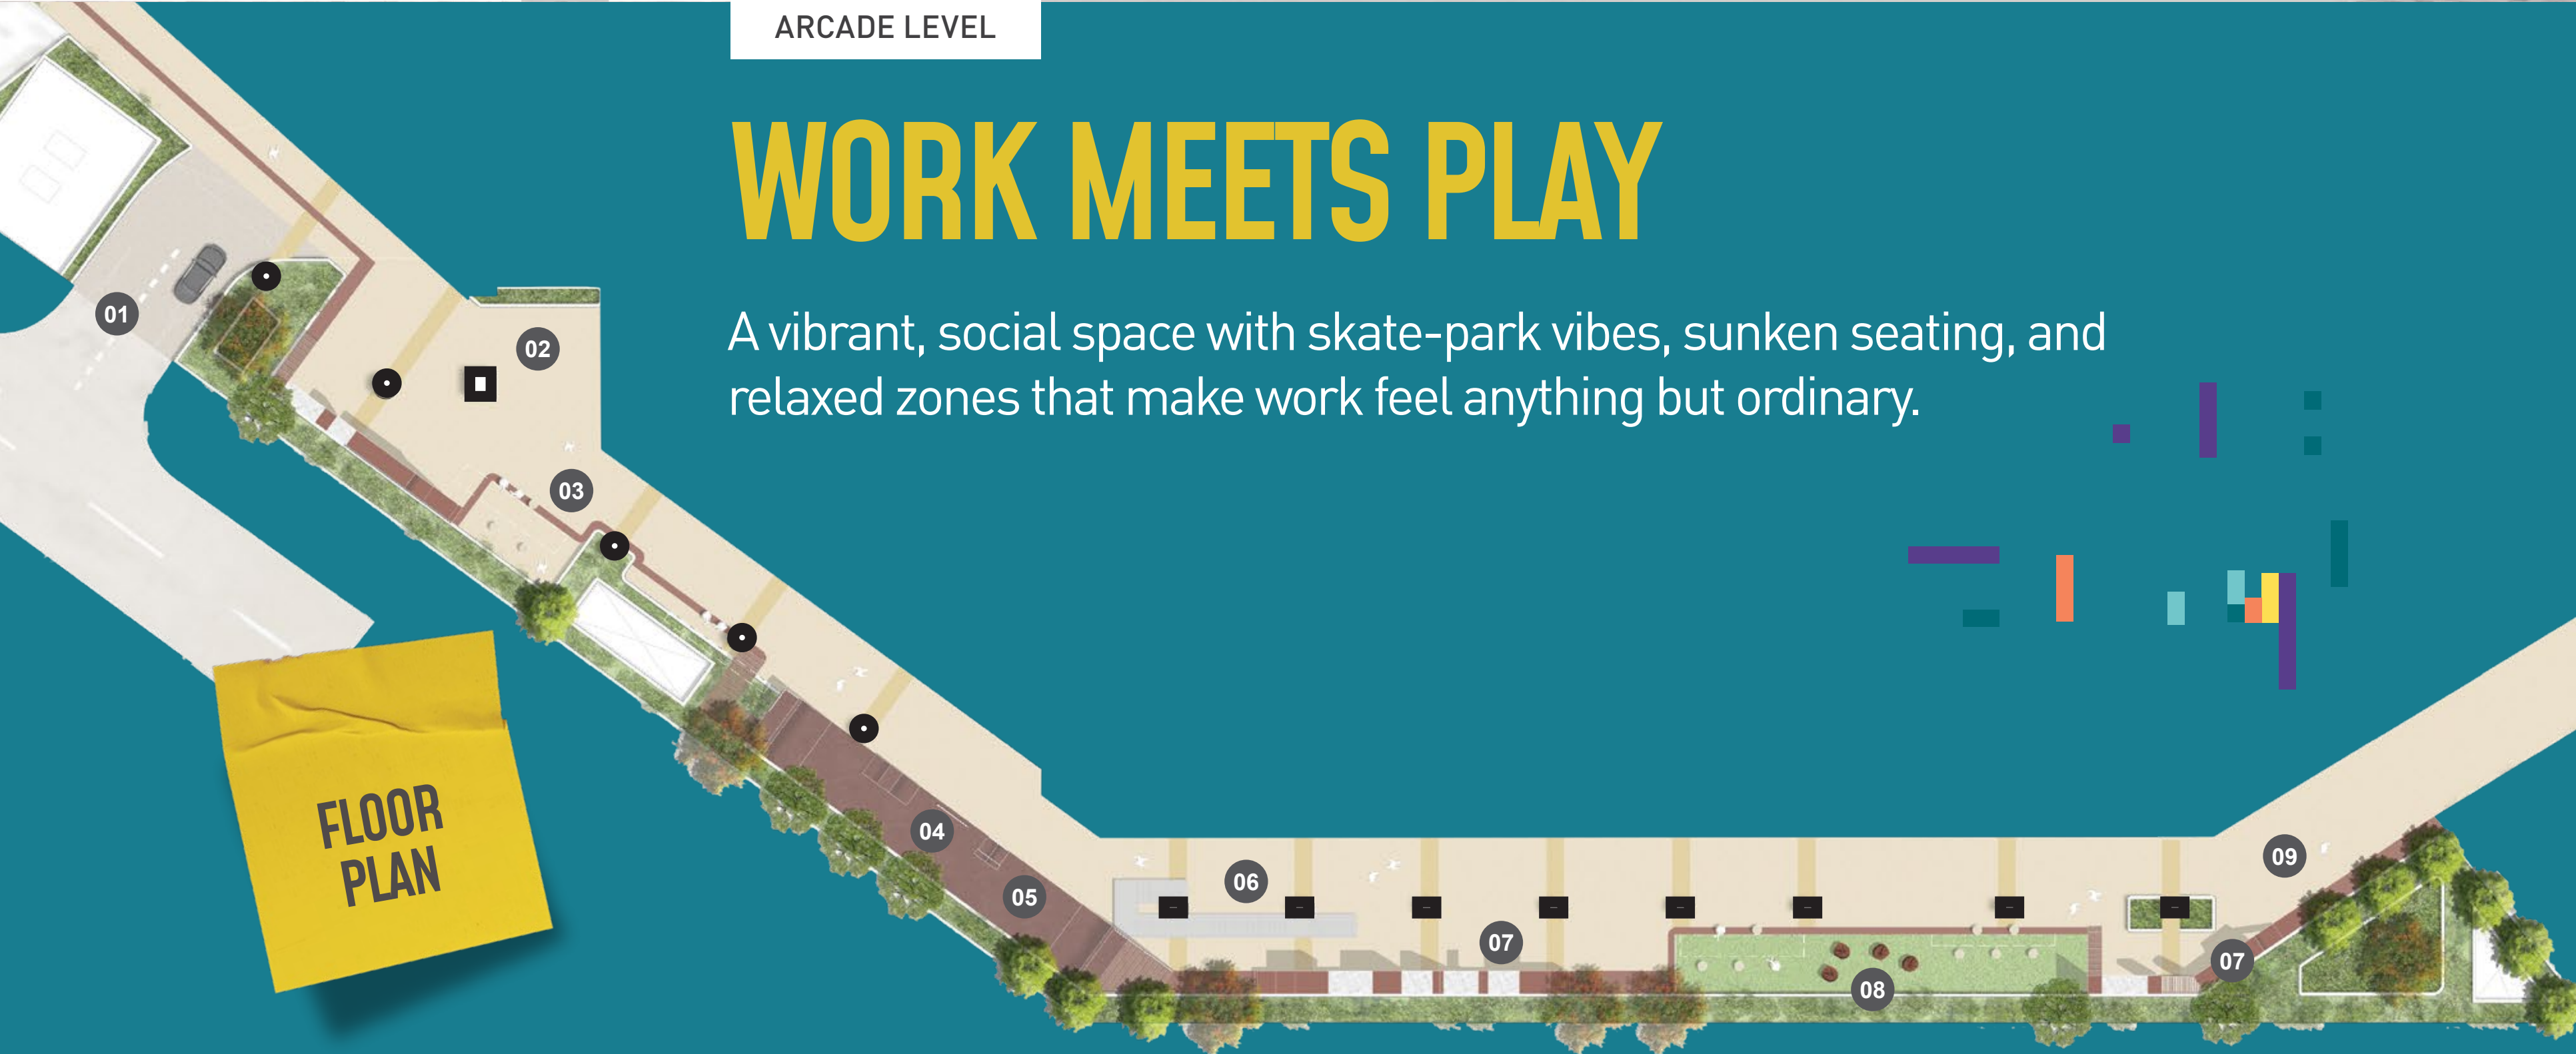 ARCADE LEVEL
WORK MEETS PLAY
A vibrant, social space with skate-park vibes, sunken seating, and
relaxed zones that make work feel anything but ordinary.
01
02
03
04
05
06
07
08
09
07
FLOOR
PLAN